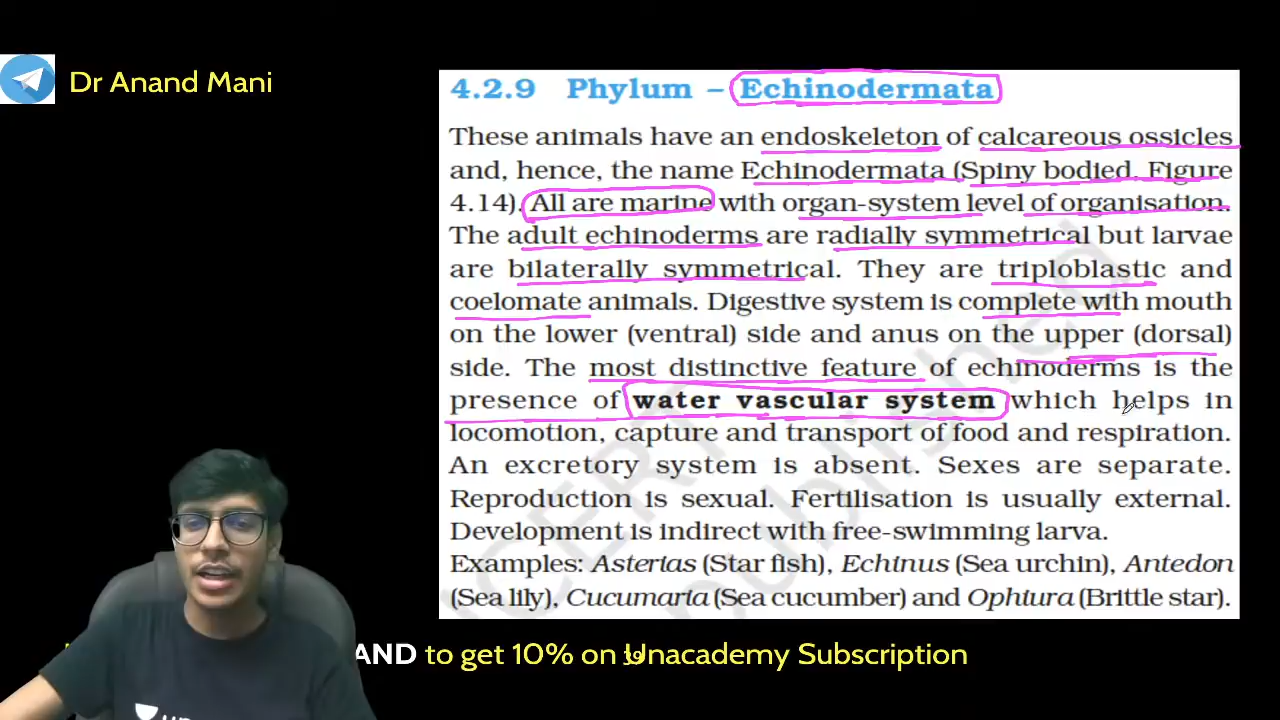 Dr Anand Mani
4.2.9 Phylum – Echinodermata
These animals have an endoskeleton of calcareous ossicles
and, hence, the name Echinodermata (Spiny bodied, Figure
4.14). All are marine with organ-system level of organisation.
The adult echinoderms are radially symmetrical but larvae
are bilaterally symmetrical. They are triploblastic and
coelomate animals. Digestive system is complete with mouth
on the lower (ventral) side and anus on the upper (dorsal)
side. The most distinctive feature of echinoderms is the
presence of water vascular system which helps in
locomotion, capture and transport of food and respiration.
An excretory system is absent. Sexes are separate.
Reproduction is sexual. Fertilisation is usually external.
Development is indirect with free-swimming larva.
Examples: Asterias (Star fish), Echinus (Sea urchin), Antedon
(Sea lily), Cucumaria (Sea cucumber) and Ophiura (Brittle star).
AND to get 10% on Unacademy Subscription